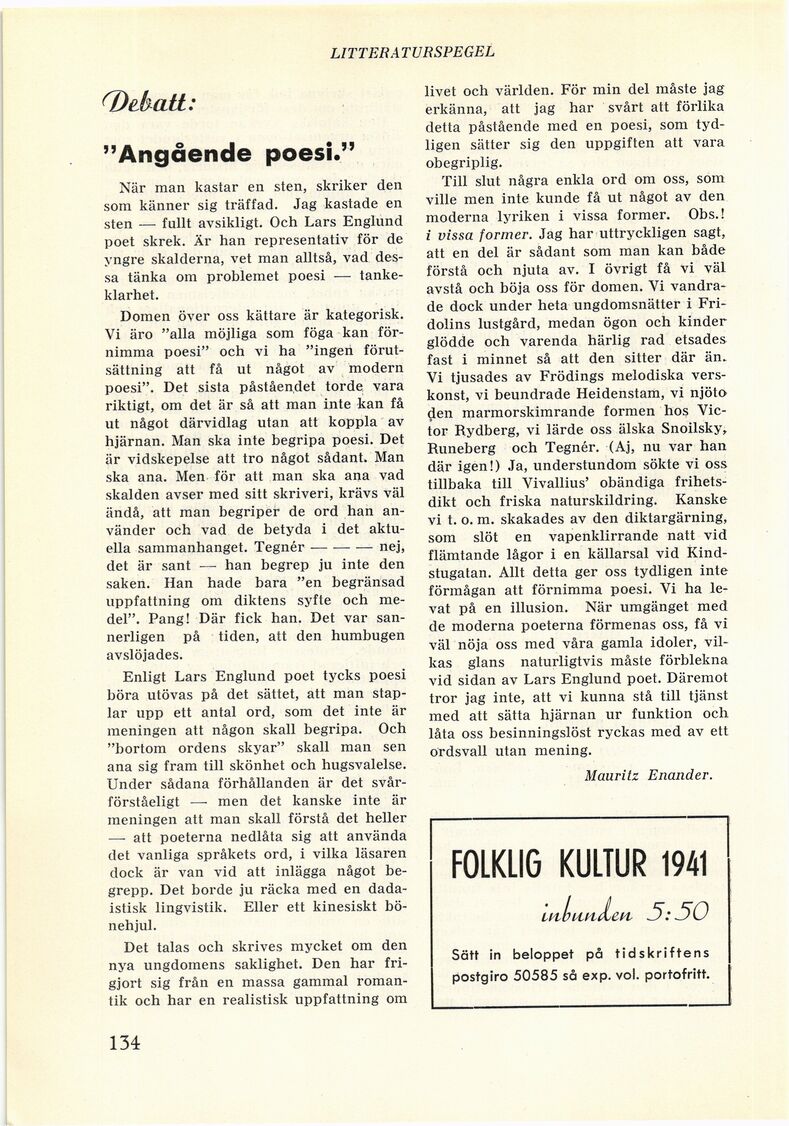 LITTERATURSPEGEL
Debatt:
”Angående poesi.”
När man kastar en sten, skriker den
som känner sig träffad. Jag kastade en
sten — fullt avsikligt. Och Lars Englund
poet skrek. Är han representativ för de
yngre skalderna, vet man alltså, vad des-
sa tänka om problemet poesi — tanke-
klarhet.
Domen över oss kättare är kategorisk.
Vi äro ”alla möjliga som föga kan för-
nimma poesi” och vi ha ”ingen förut-
sättning att få ut något av modern
poesi”. Det sista påståendet torde vara
riktigt, om det är så att man inte kan få
ut något därvidlag utan att koppla av
hjärnan. Man ska inte begripa poesi. Det
är vidskepelse att tro något sådant. Man
ska ana. Men för att man ska ana vad
skalden avser med sitt skriveri, krävs väl
ändå, att man begriper de ord han an-
vänder och vad de betyda i det aktu-
ella sammanhanget. Tegnér — — — nej,
det är sant — han begrep ju inte den
saken. Han hade bara ”en begränsad
uppfattning om diktens syfte och me-
del”. Pang! Där fick han. Det var san-
nerligen på tiden, att den humbugen
avslöjades.
Enligt Lars Englund poet tycks poesi
böra utövas på det sättet, att man stap-
lar upp ett antal ord, som det inte är
meningen att någon skall begripa. Och
”bortom ordens skyar” skall man sen
ana sig fram till skönhet och hugsvalelse.
Under sådana förhållanden är det svår-
förståeligt — men det kanske inte är
meningen att man skall förstå det heller
— att poeterna nedlåta sig att använda
det vanliga språkets ord, i vilka läsaren
dock är van vid att inlägga något be-
grepp. Det borde ju räcka med en dada-
istisk lingvistik. Eller ett kinesiskt bö-
nehjul.
Det talas och skrives mycket om den
nya ungdomens saklighet. Den har fri-
gjort sig från en massa gammal roman-
tik och har en realistisk uppfattning om
livet och världen. För min del måste jag
erkänna, att jag har svårt att förlika
detta påstående med en poesi, som tyd-
ligen sätter sig den uppgiften att vara
obegriplig.
Till slut några enkla ord om oss, som
ville men inte kunde få ut något av den
moderna lyriken i vissa former. Obs.!
i vissa former. Jag har uttryckligen sagt,
att en del är sådant som man kan både
förstå och njuta av. I övrigt få vi väl
avstå och böja oss för domen. Vi vandra-
de dock under heta ungdomsnätter i Fri-
dolins lustgård, medan ögon och kinder
glödde och varenda härlig rad etsades
fast i minnet så att den sitter där än.
Vi tjusades av Frödings melodiska vers-
konst, vi beundrade Heidenstam, vi njöto
den marmorskimrande formen hos Vic-
tor Rydberg, vi lärde oss älska Snoilsky,
Runeberg och Tegnér. (Aj, nu var han
där igen!) Ja, understundom sökte vi oss
tillbaka till Vivallius’ obändiga frihets-
dikt och friska naturskildring. Kanske
vi t. o. m. skakades av den diktargärning,
som slöt en vapenklirrande natt vid
flämtande lågor i en källarsal vid Kind-
stugatan. Allt detta ger oss tydligen inte
förmågan att förnimma poesi. Vi ha le-
vat på en illusion. När umgänget med
de moderna poeterna förmenas oss, få vi
väl nöja oss med våra gamla idoler, vil-
kas glans naturligtvis måste förblekna
vid sidan av Lars Englund poet. Däremot
tror jag inte, att vi kunna stå till tjänst
med att sätta hjärnan ur funktion och
låta oss besinningslöst ryckas med av ett
ordsvall utan mening.
Mauritz Enander.
FOLKLIG KULTUR 1941
inbunden 5:50
Sätt in beloppet på tidskriftens
postgiro 50585 så exp. vol. portofritt.
134